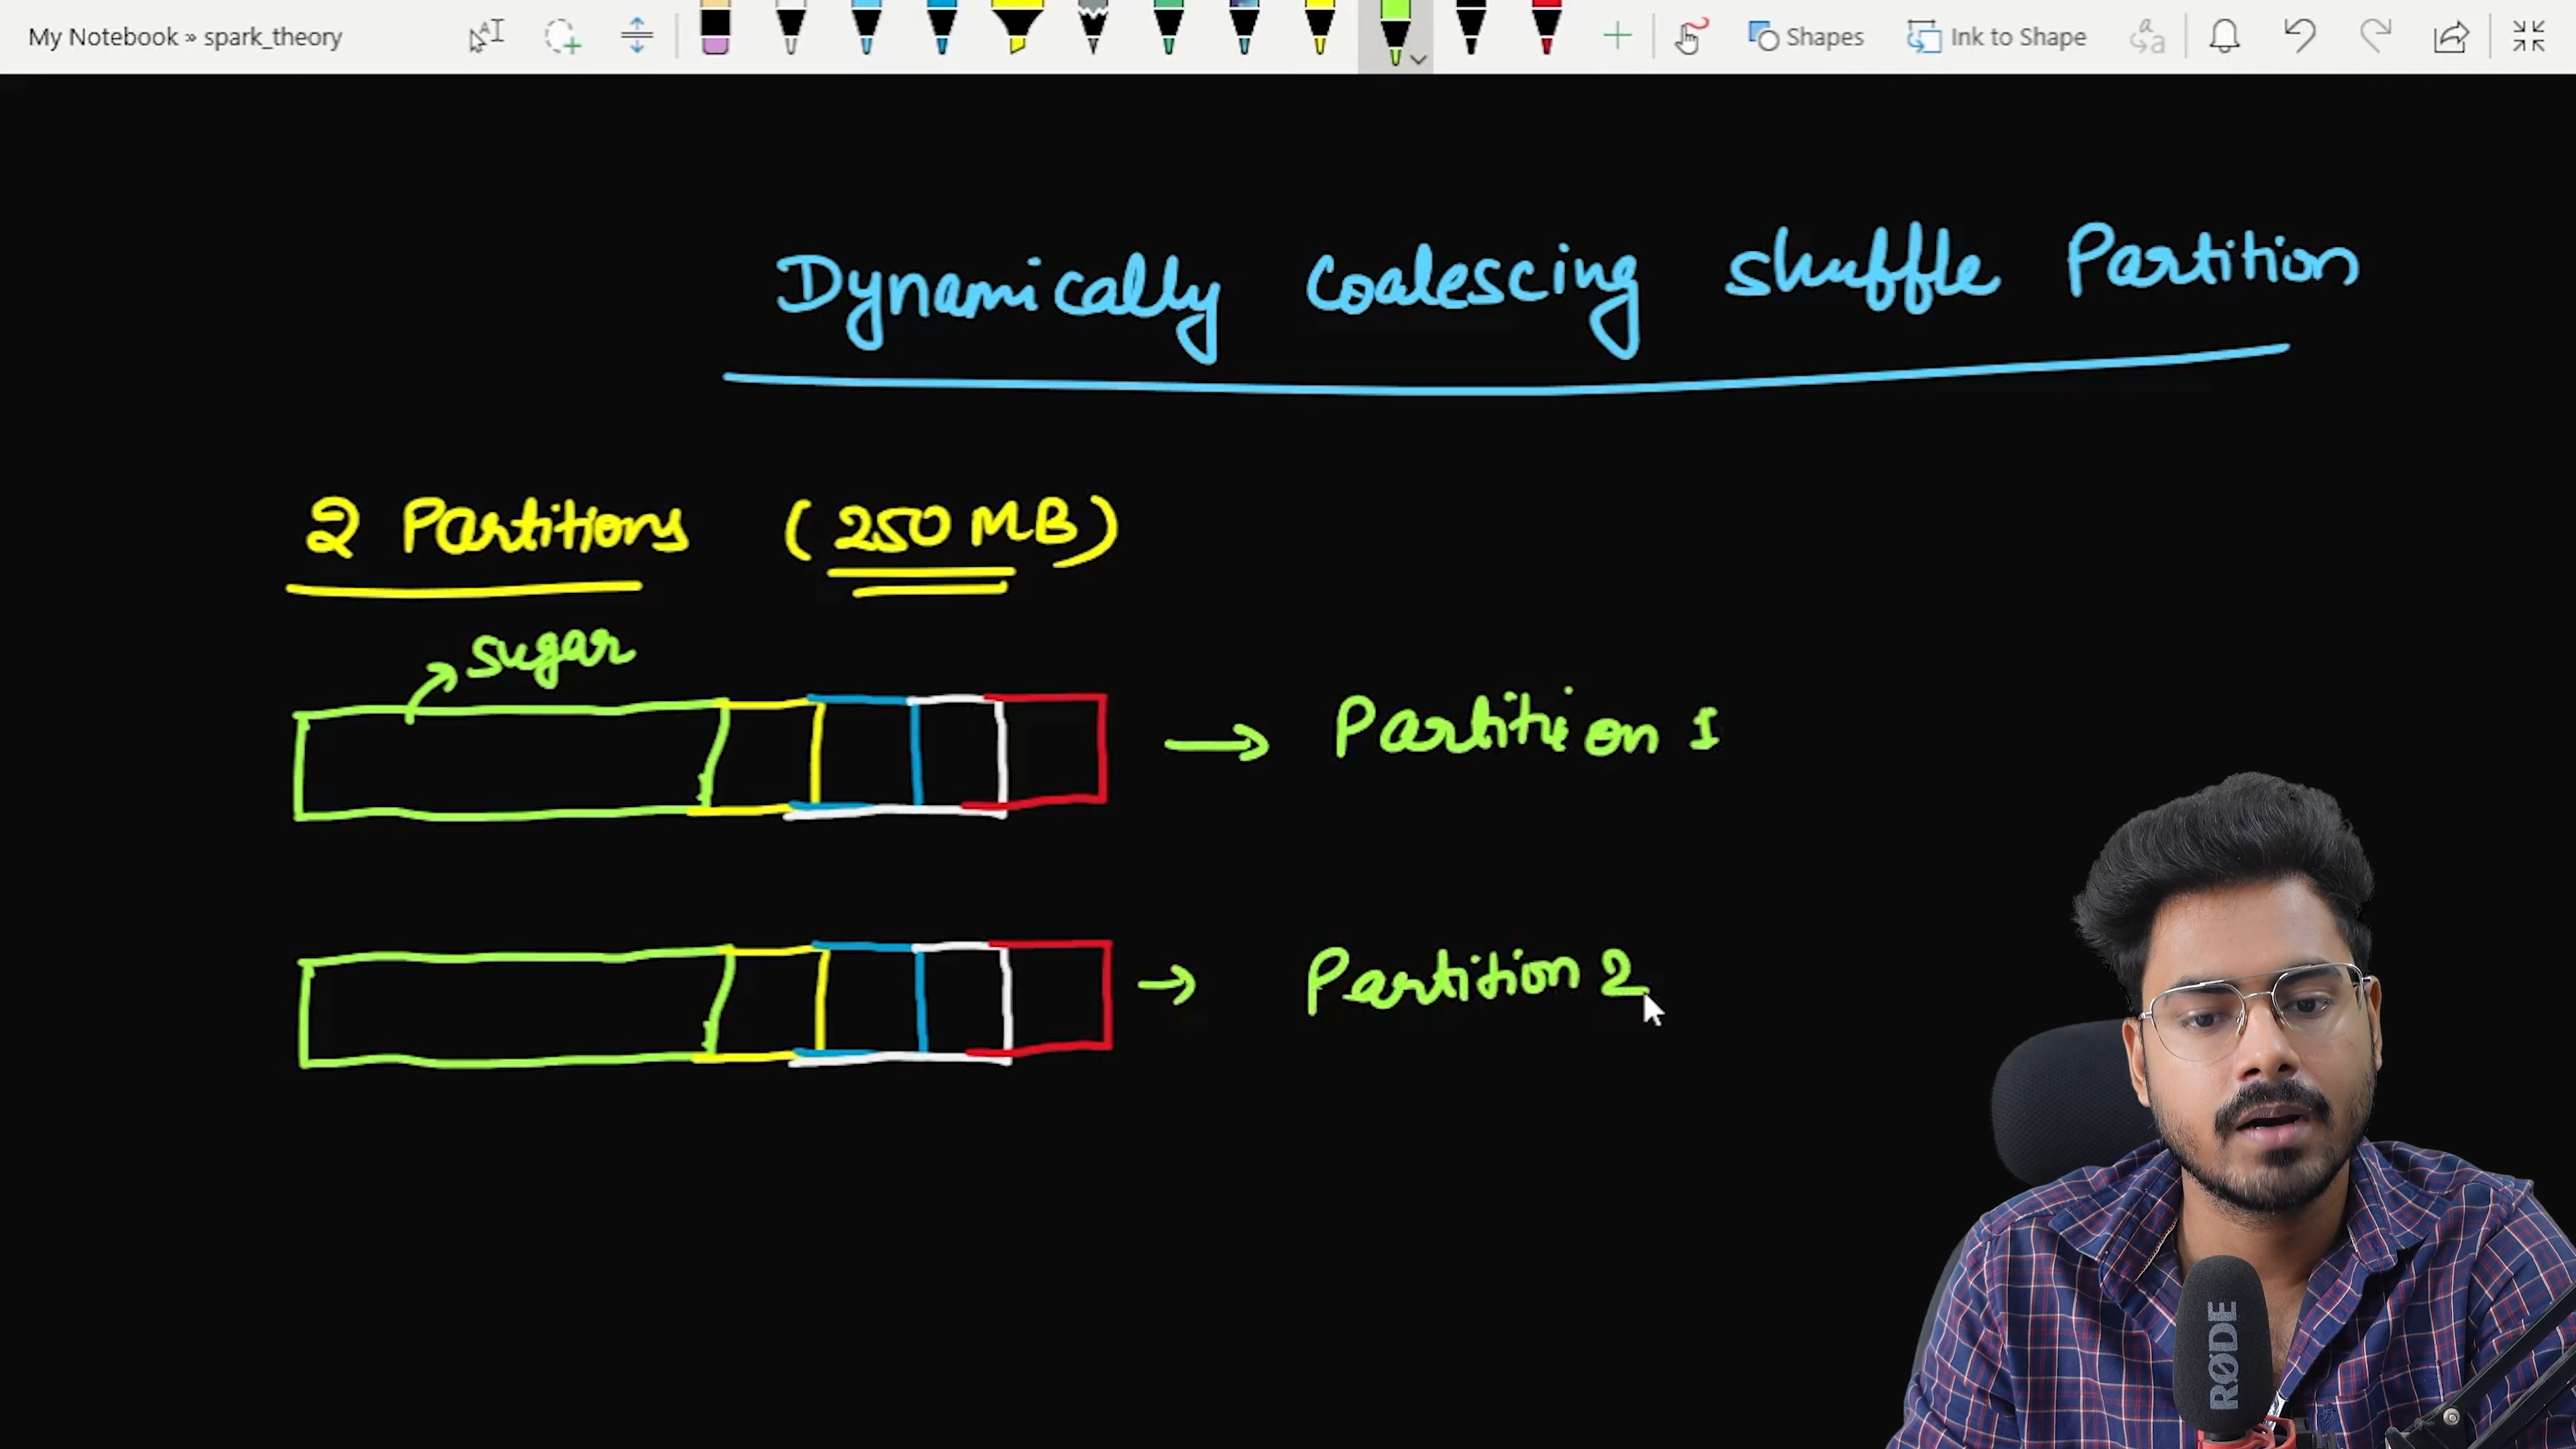 My Notebook » spark_theory
Shapes
Ink to Shape
Dynamically Coalescing shuffle Partition
2 Partitions (250 MB)
sugar
Partition 1
Partition 2
RØDE